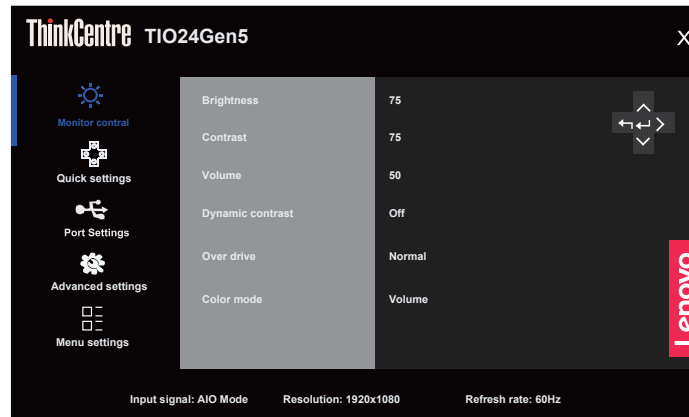 ThinkCentre TIO24Gen5
X
Monitor contral
Quick settings
Port Settings
Advanced settings
Menu settings
Brightness 75
Contrast 75
Volume 50
Dynamic contrast Off
Over drive Normal
Color mode Volume
Lenovo
Input signal: AIO Mode Resolution: 1920x1080 Refresh rate: 60Hz